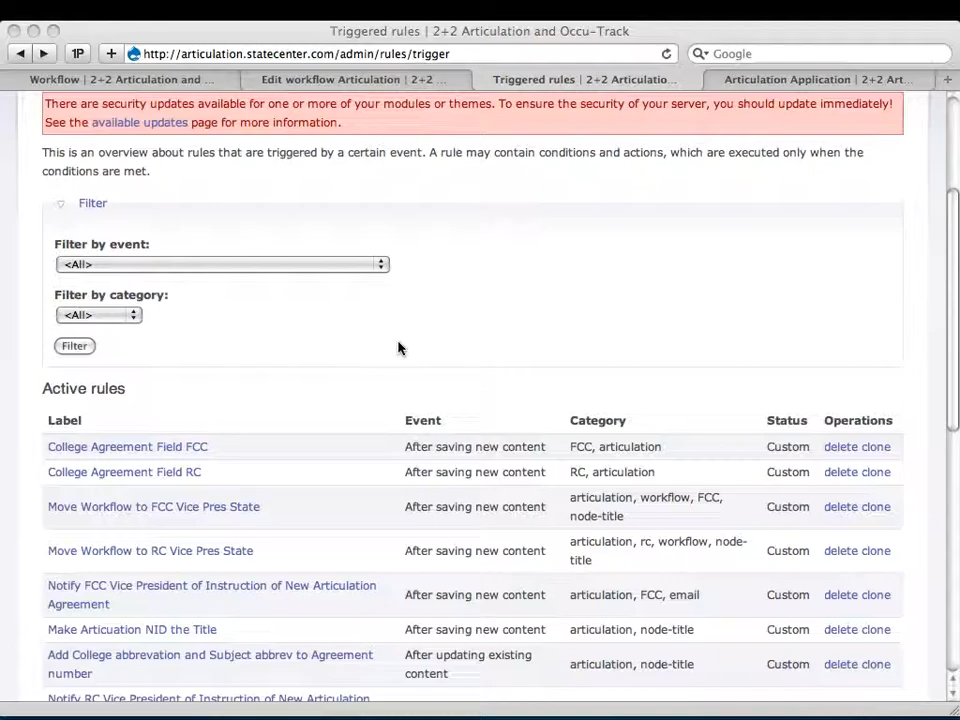 Triggered rules | 2+2 Articulation and Occu-Track
1P + http://articulation.statecenter.com/admin/rules/trigger Google
Workflow | 2+2 Articulation and ... Edit workflow Articulation | 2+2 ... Triggered rules | 2+2 Articulatio... Articulation Application | 2+2 Art... +
There are security updates available for one or more of your modules or themes. To ensure the security of your server, you should update immediately!
See the available updates page for more information.
This is an overview about rules that are triggered by a certain event. A rule may contain conditions and actions, which are executed only when the
conditions are met.
Filter
Filter by event:
<All>
Filter by category:
<All>
Filter
Active rules
Label Event Category Status Operations
College Agreement Field FCC After saving new content FCC, articulation Custom delete clone
College Agreement Field RC After saving new content RC, articulation Custom delete clone
Move Workflow to FCC Vice Pres State After saving new content articulation, workflow, FCC, Custom delete clone
node-title
Move Workflow to RC Vice Pres State After saving new content articulation, rc, workflow, node- Custom delete clone
title
Notify FCC Vice President of Instruction of New Articulation After saving new content articulation, FCC, email Custom delete clone
Agreement
Make Articuation NID the Title After saving new content articulation, node-title Custom delete clone
Add College abbrevation and Subject abbrev to Agreement After updating existing articulation, node-title Custom delete clone
number content
Notify RC Vice President of Instruction of New Articulation